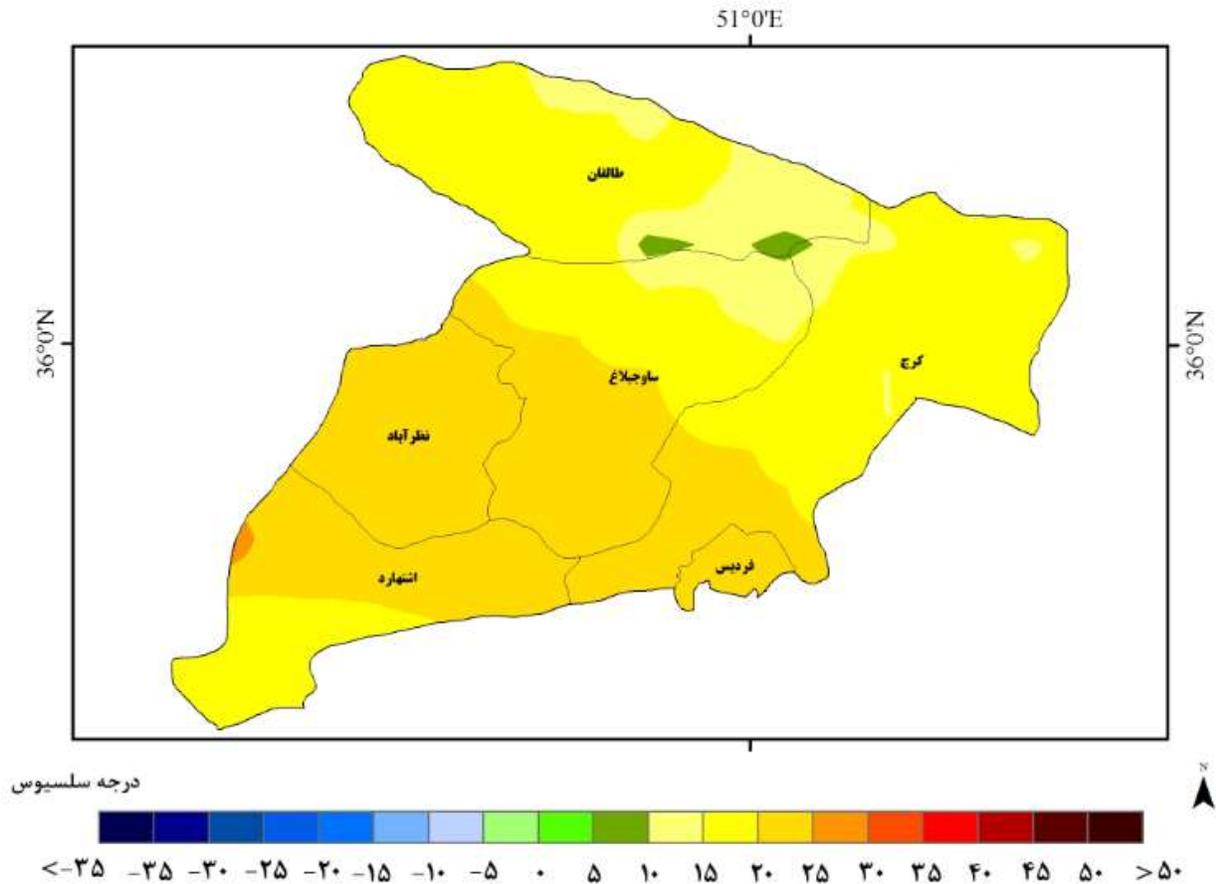 51°0'E
طالقان
36°0'N
36°0'N
کرج
ساوجبلاغ
نظرآباد
فردیس
اشتهارد
درجه سلسیوس
N
<-۳۵ -۳۵ -۳۰ -۲۵ -۲۰ -۱۵ -۱۰ -۵ ۰ ۵ ۱۰ ۱۵ ۲۰ ۲۵ ۳۰ ۳۵ ۴۰ ۴۵ ۵۰ >۵۰